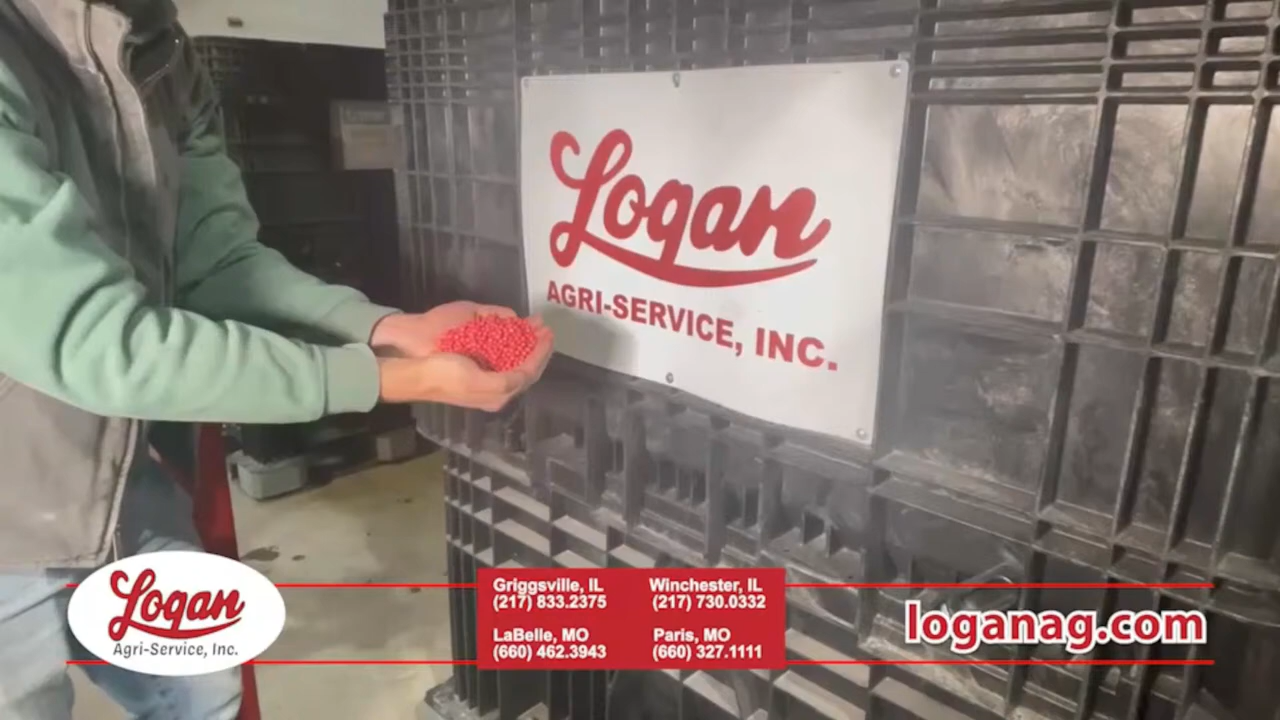 Logan
AGRI-SERVICE, INC.
Logan
Agri-Service, Inc.
Griggsville, IL
(217) 833.2375
Winchester, IL
(217) 730.0332
LaBelle, MO
(660) 462.3943
Paris, MO
(660) 327.1111
loganag.com